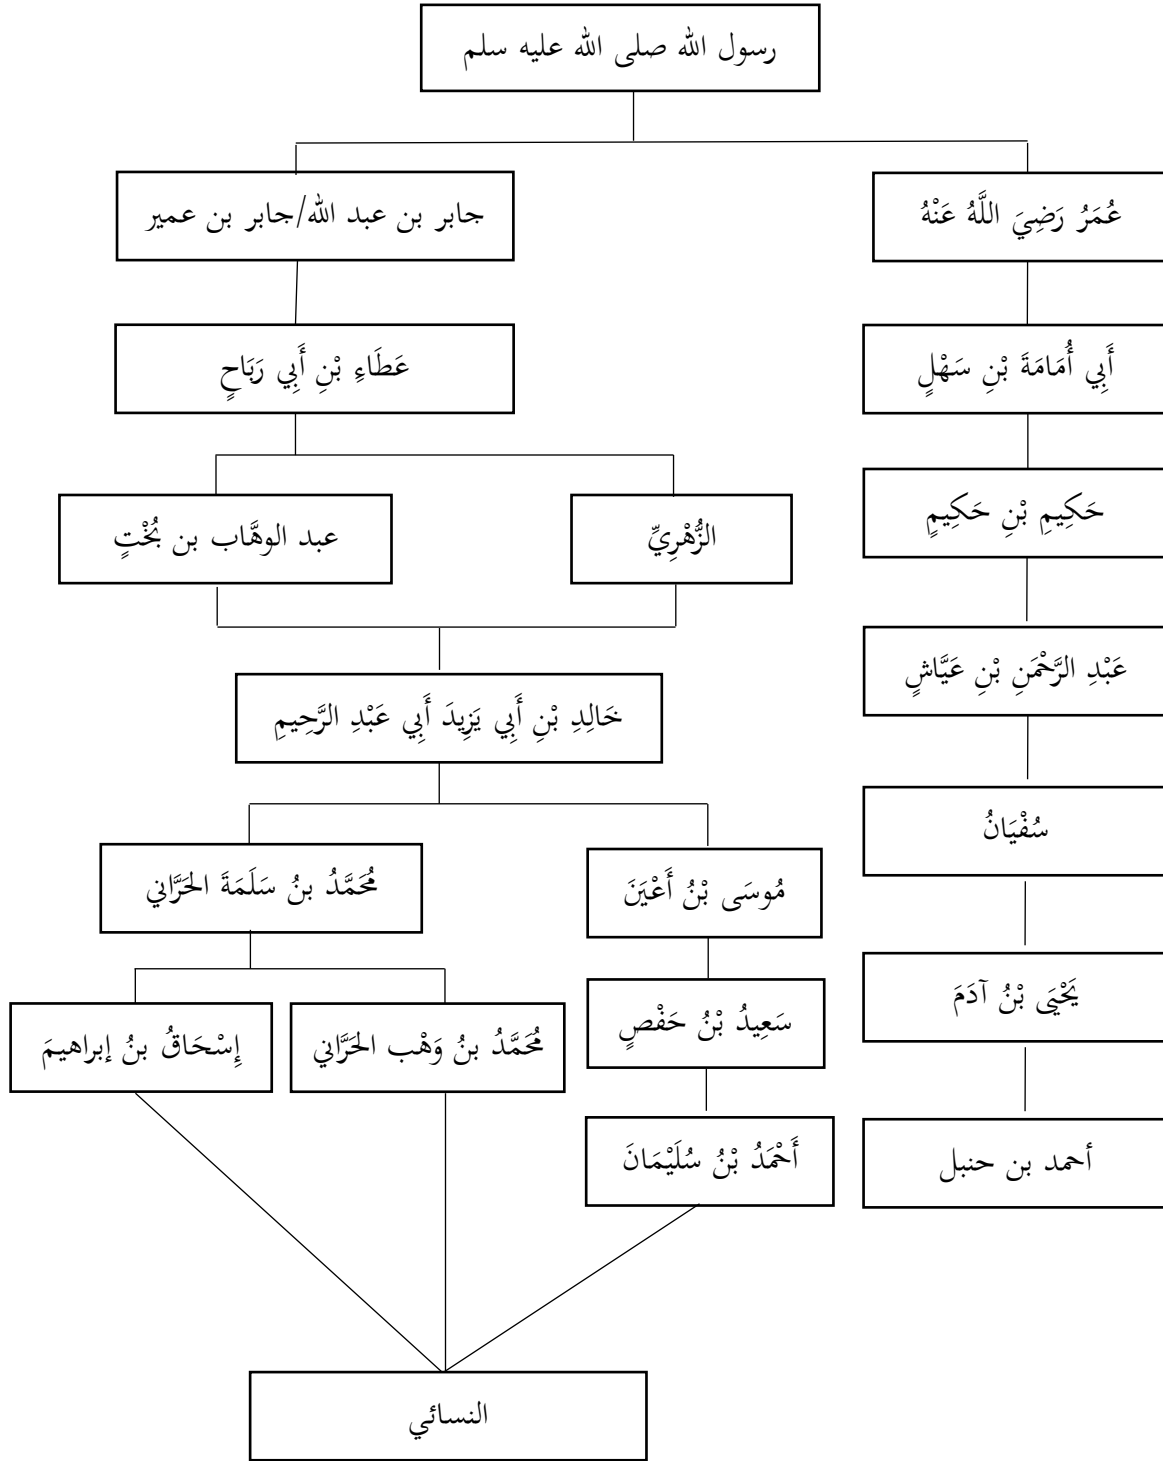 رسول الله صلى الله عليه سلم
عُمَرُ رَضِيَ اللَّهُ عَنْهُ
جابر بن عبد الله/جابر بن عمير
أَبِي أُمَامَةَ بْنِ سَهْلٍ
عَطَاءِ بْنِ أَبِي رَبَاحٍ
حَكِيمِ بْنِ حَكِيمٍ
الزُّهْرِيِّ
عبد الوهَّاب بن بُخْتٍ
عَبْدِ الرَّحْمَنِ بْنِ عَيَّاشٍ
خَالِدِ بْنِ أَبِي يَزِيدَ أَبِي عَبْدِ الرَّحِيمِ
سُفْيَانُ
مُوسَى بْنُ أَعْيَنَ
مُحَمَّدُ بنُ سَلَمَةَ الحَرَّاني
يَحْيَى بْنُ آدَمَ
سَعِيدُ بْنُ حَفْصٍ
مُحَمَّدُ بنُ وَهْب الحَرَّاني
إِسْحَاقُ بنُ إبراهيمَ
أحمد بن حنبل
أَحْمَدُ بْنُ سُلَيْمَانَ
النسائي